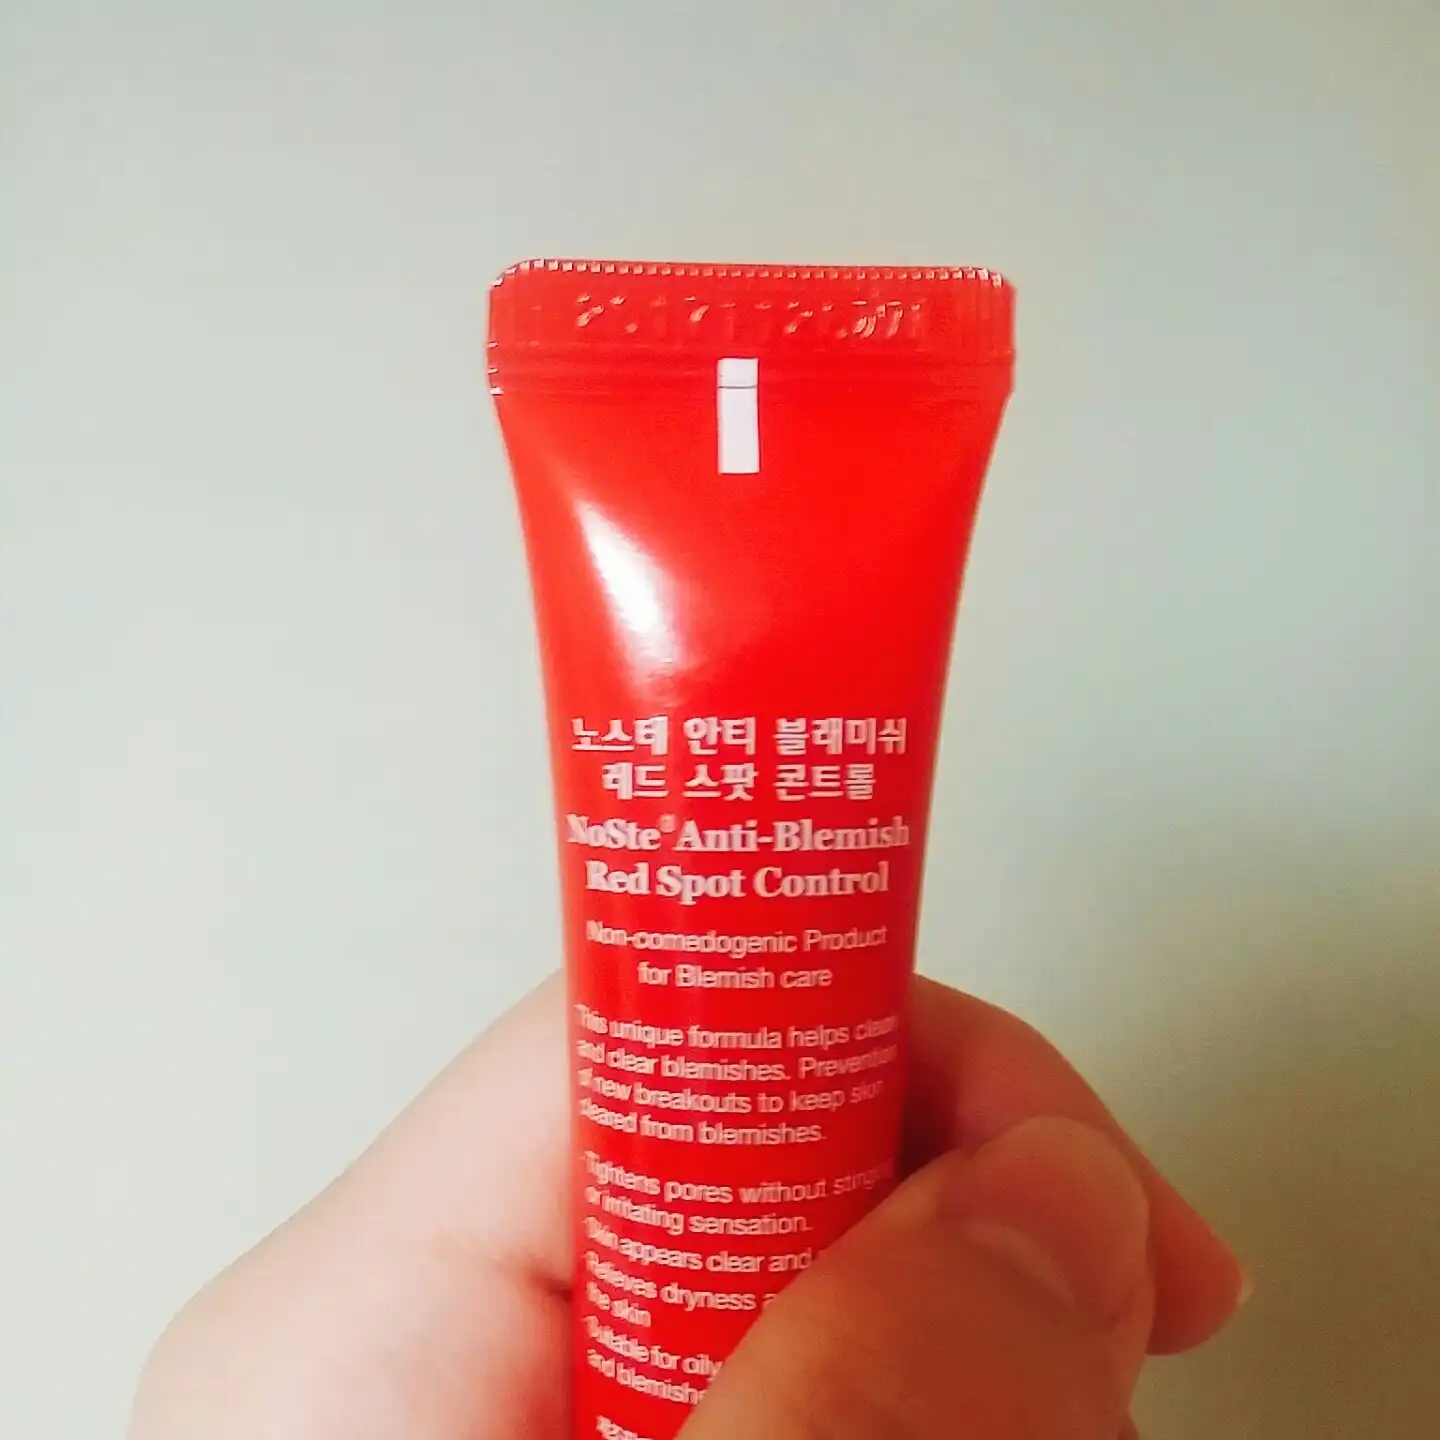 노스테 안티 블래미쉬
레드 스팟 콘트롤
NoSte® Anti-Blemish
Red Spot Control
Non-comedogenic Product
for Blemish care
This unique formula helps clean
and clear blemishes. Prevention
of new breakouts to keep skin
cleared from blemishes.
· Tightens pores without stinging
or irritating sensation.
· Skin appears clear and
· Relieves dryness
the skin
· Suitable for oily
and